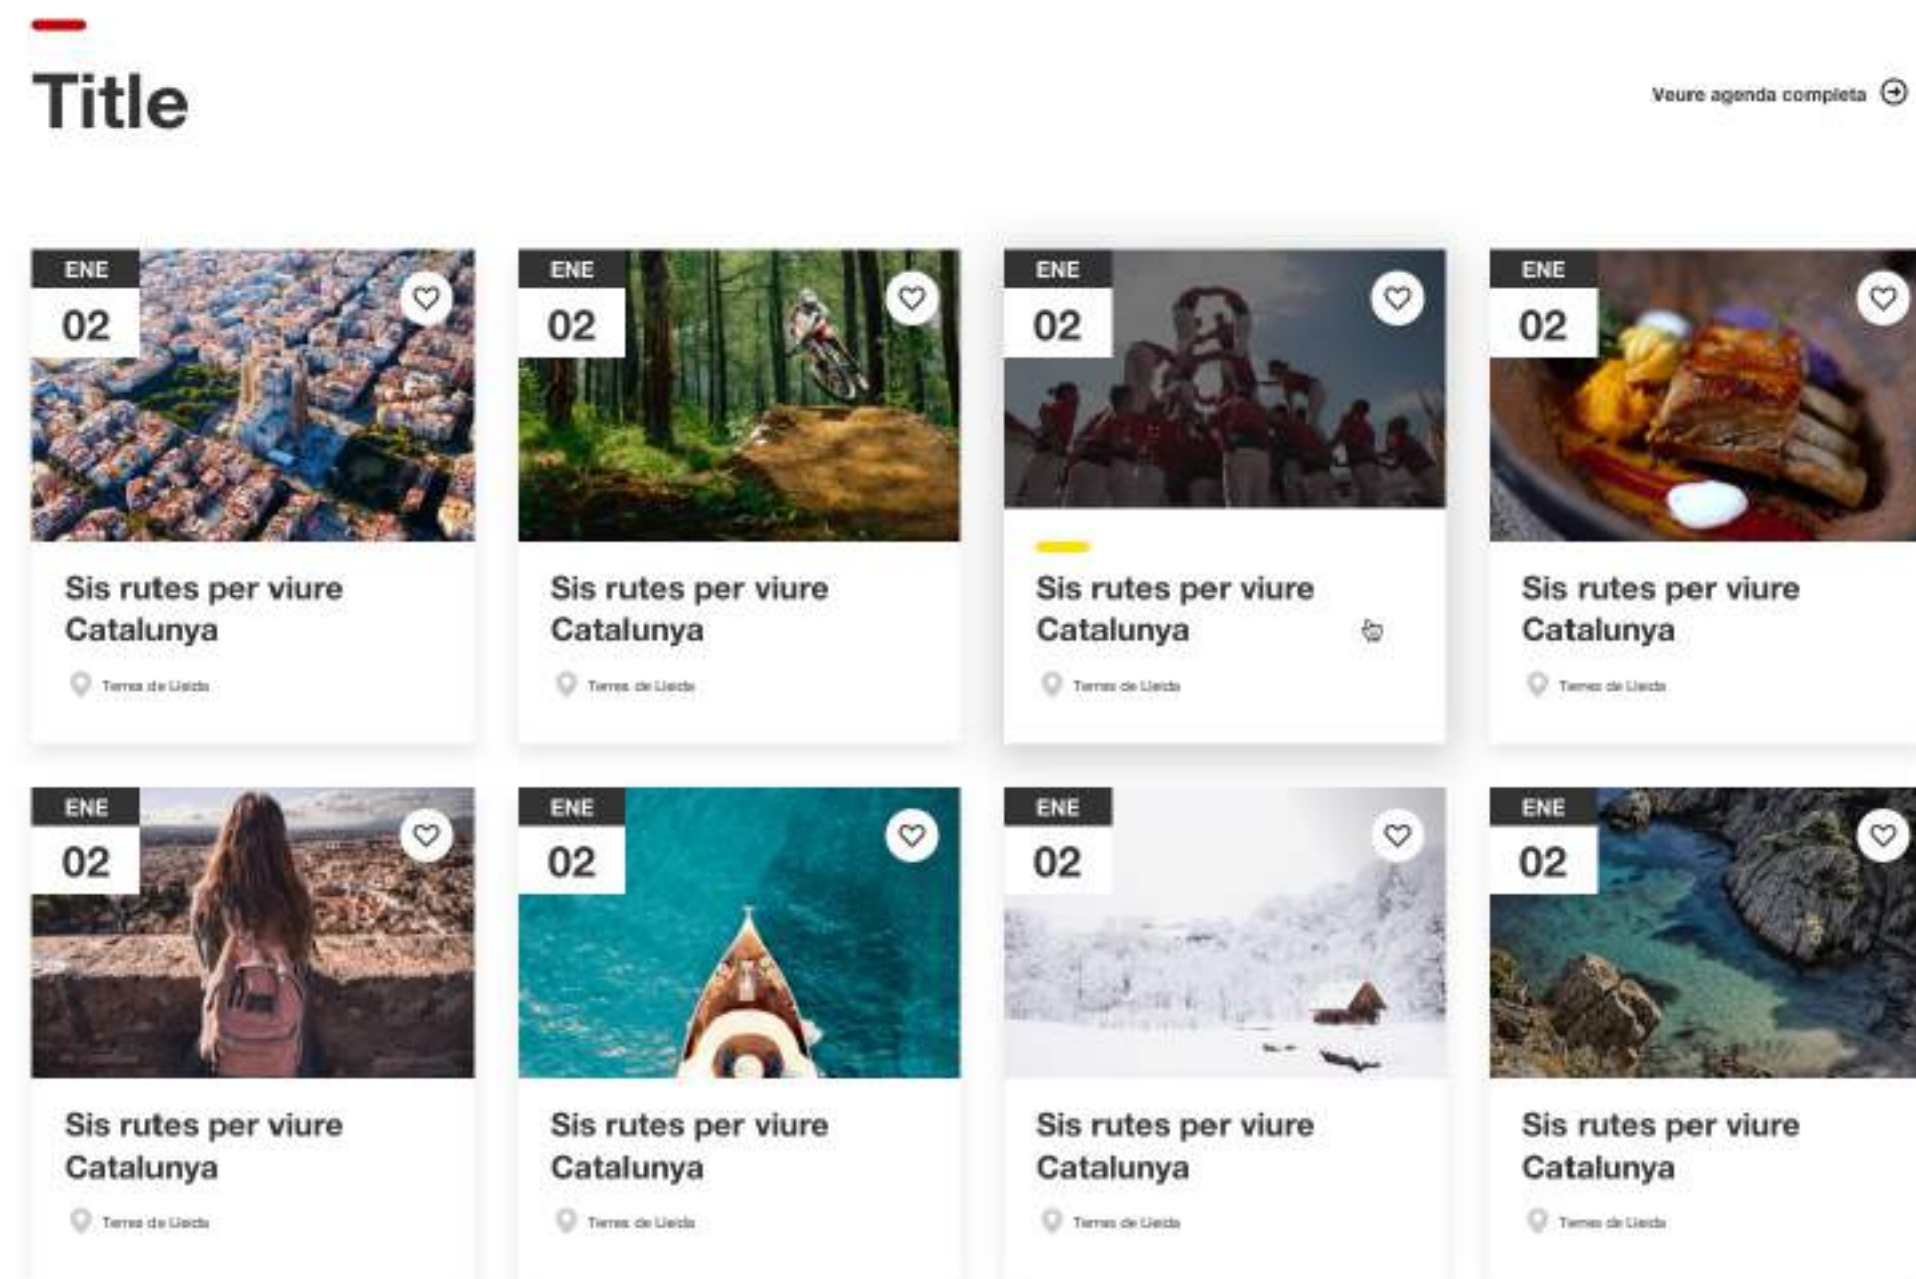 Title
Veure agenda completa
ENE
02
Sis rutes per viure
Catalunya
Terres de Lleida
ENE
02
Sis rutes per viure
Catalunya
Terres de Lleida
ENE
02
Sis rutes per viure
Catalunya
Terres de Lleida
ENE
02
Sis rutes per viure
Catalunya
Terres de Lleida
ENE
02
Sis rutes per viure
Catalunya
Terres de Lleida
ENE
02
Sis rutes per viure
Catalunya
Terres de Lleida
ENE
02
Sis rutes per viure
Catalunya
Terres de Lleida
ENE
02
Sis rutes per viure
Catalunya
Terres de Lleida